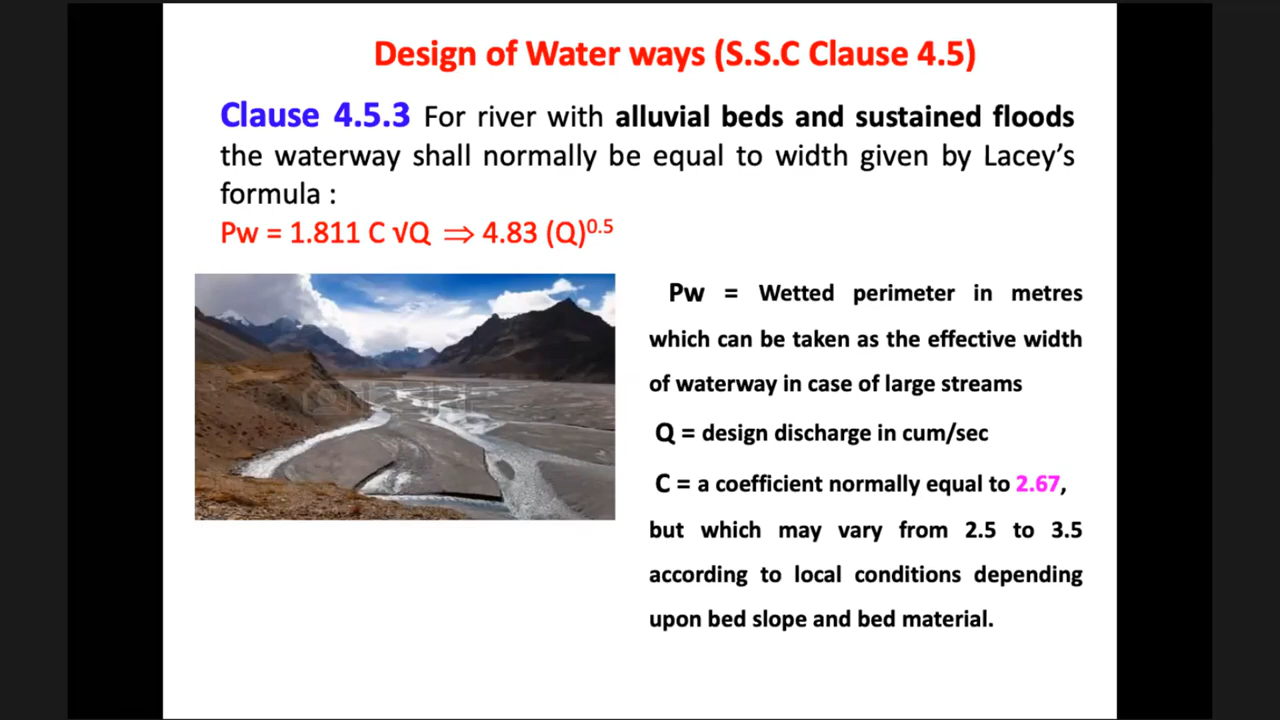 Design of Water ways (S.S.C Clause 4.5)
Clause 4.5.3 For river with alluvial beds and sustained floods
the waterway shall normally be equal to width given by Lacey's
formula :
Pw = 1.811 C √Q ⇒ 4.83 (Q)^0.5
Pw = Wetted perimeter in metres
which can be taken as the effective width
of waterway in case of large streams
Q = design discharge in cum/sec
C = a coefficient normally equal to 2.67,
but which may vary from 2.5 to 3.5
according to local conditions depending
upon bed slope and bed material.